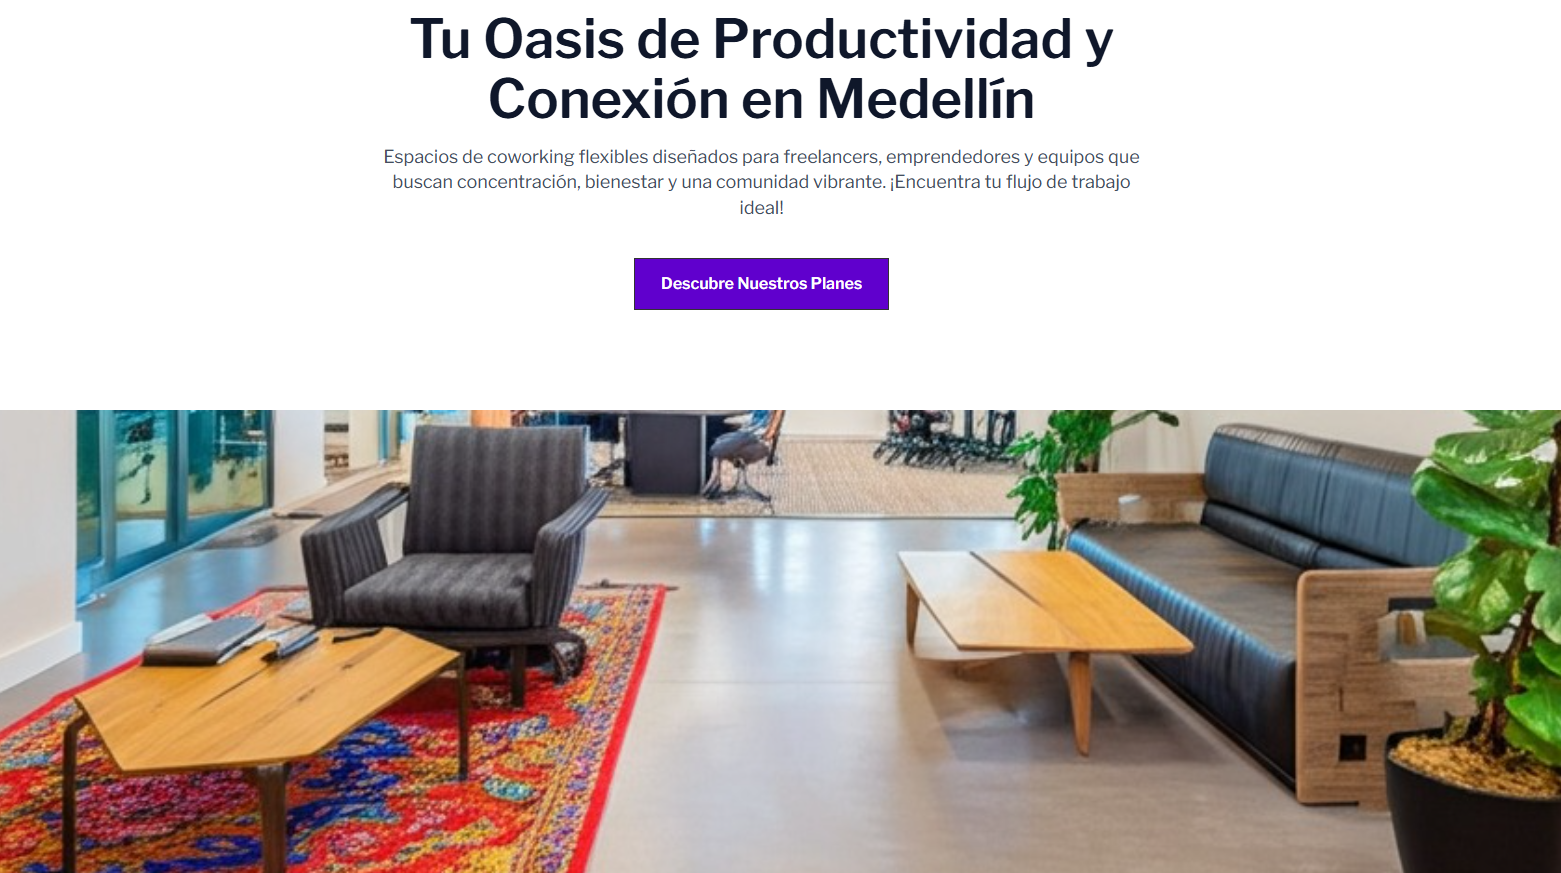 Tu Oasis de Productividad y
Conexión en Medellín
Espacios de coworking flexibles diseñados para freelancers, emprendedores y equipos que
buscan concentración, bienestar y una comunidad vibrante. ¡Encuentra tu flujo de trabajo
ideal!
Descubre Nuestros Planes